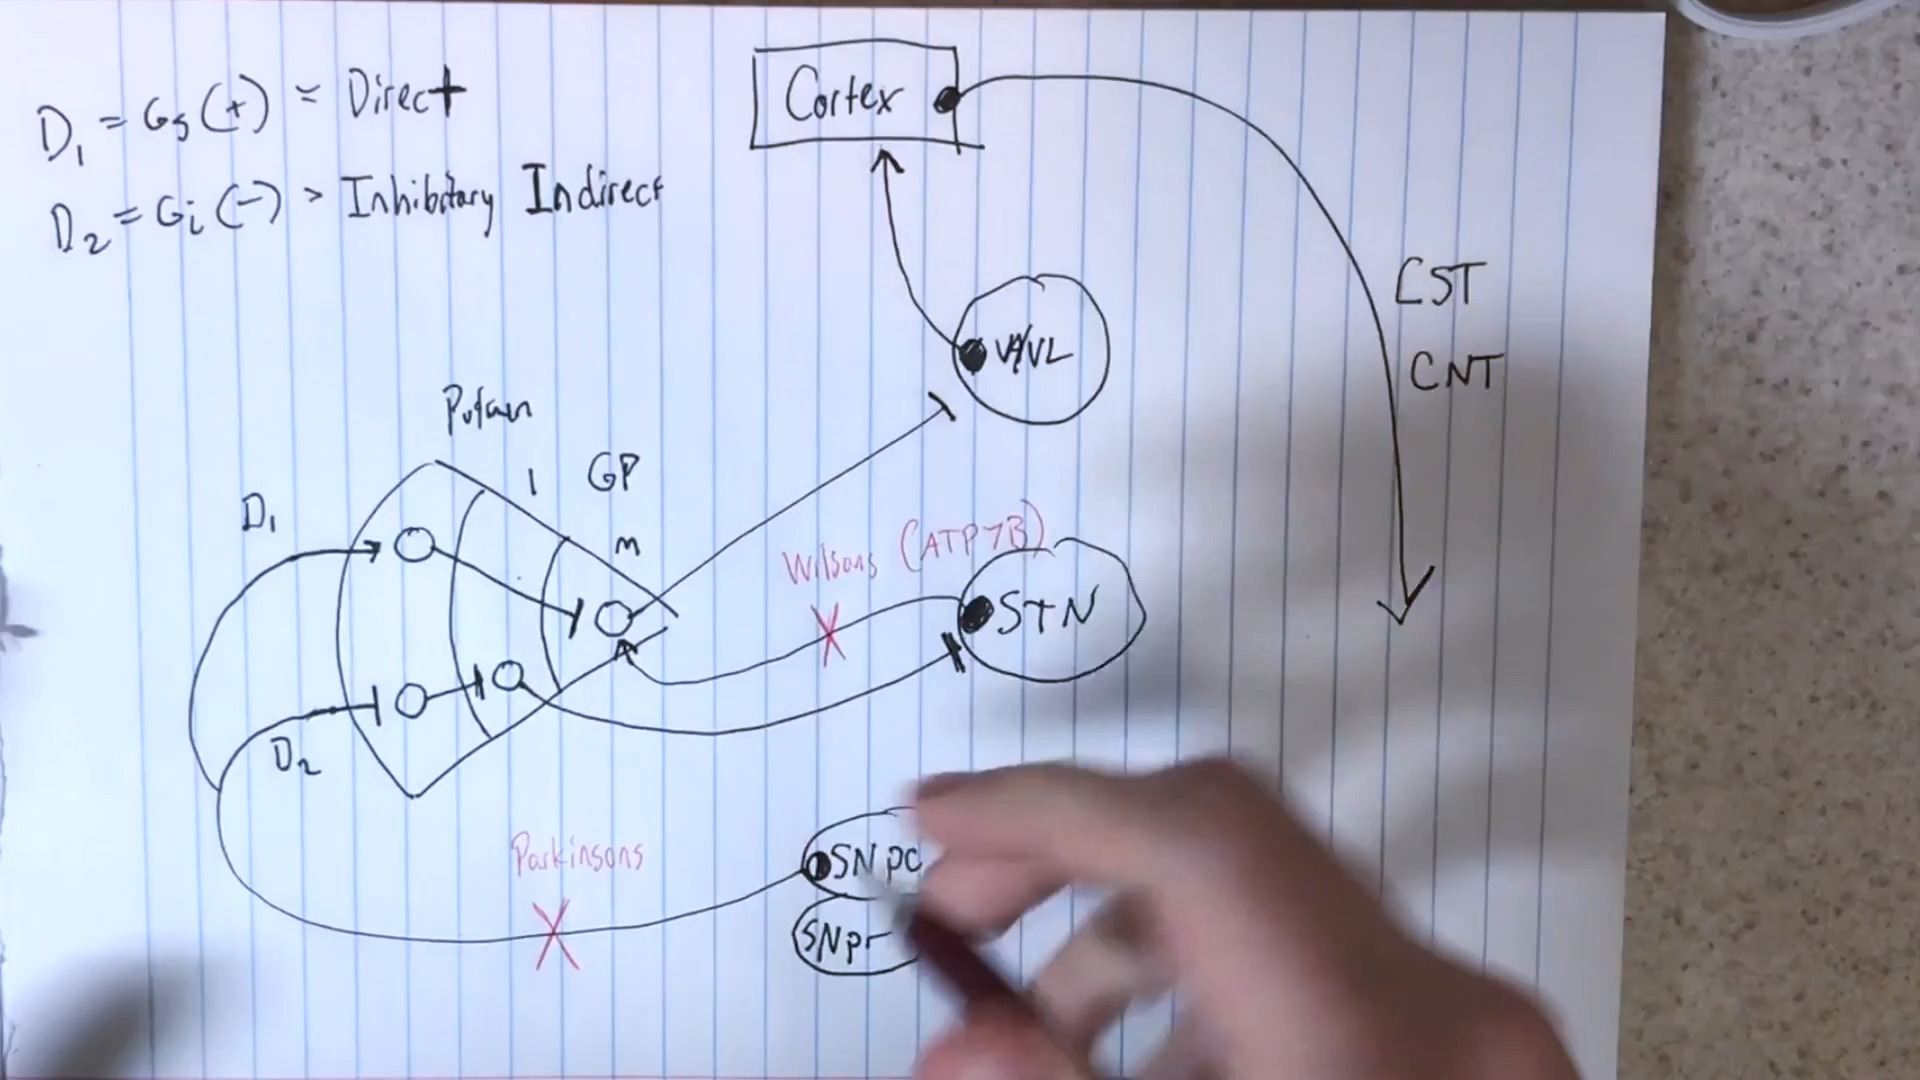 D1 = Gs (+) = Direct
D2 = Gi (-) > Inhibitory Indirect
Cortex
CST
CNT
VA/VL
l GP
D1
m
Wilsons (ATP7B)
STN
D2
Parkinsons
SNpc
SNpr